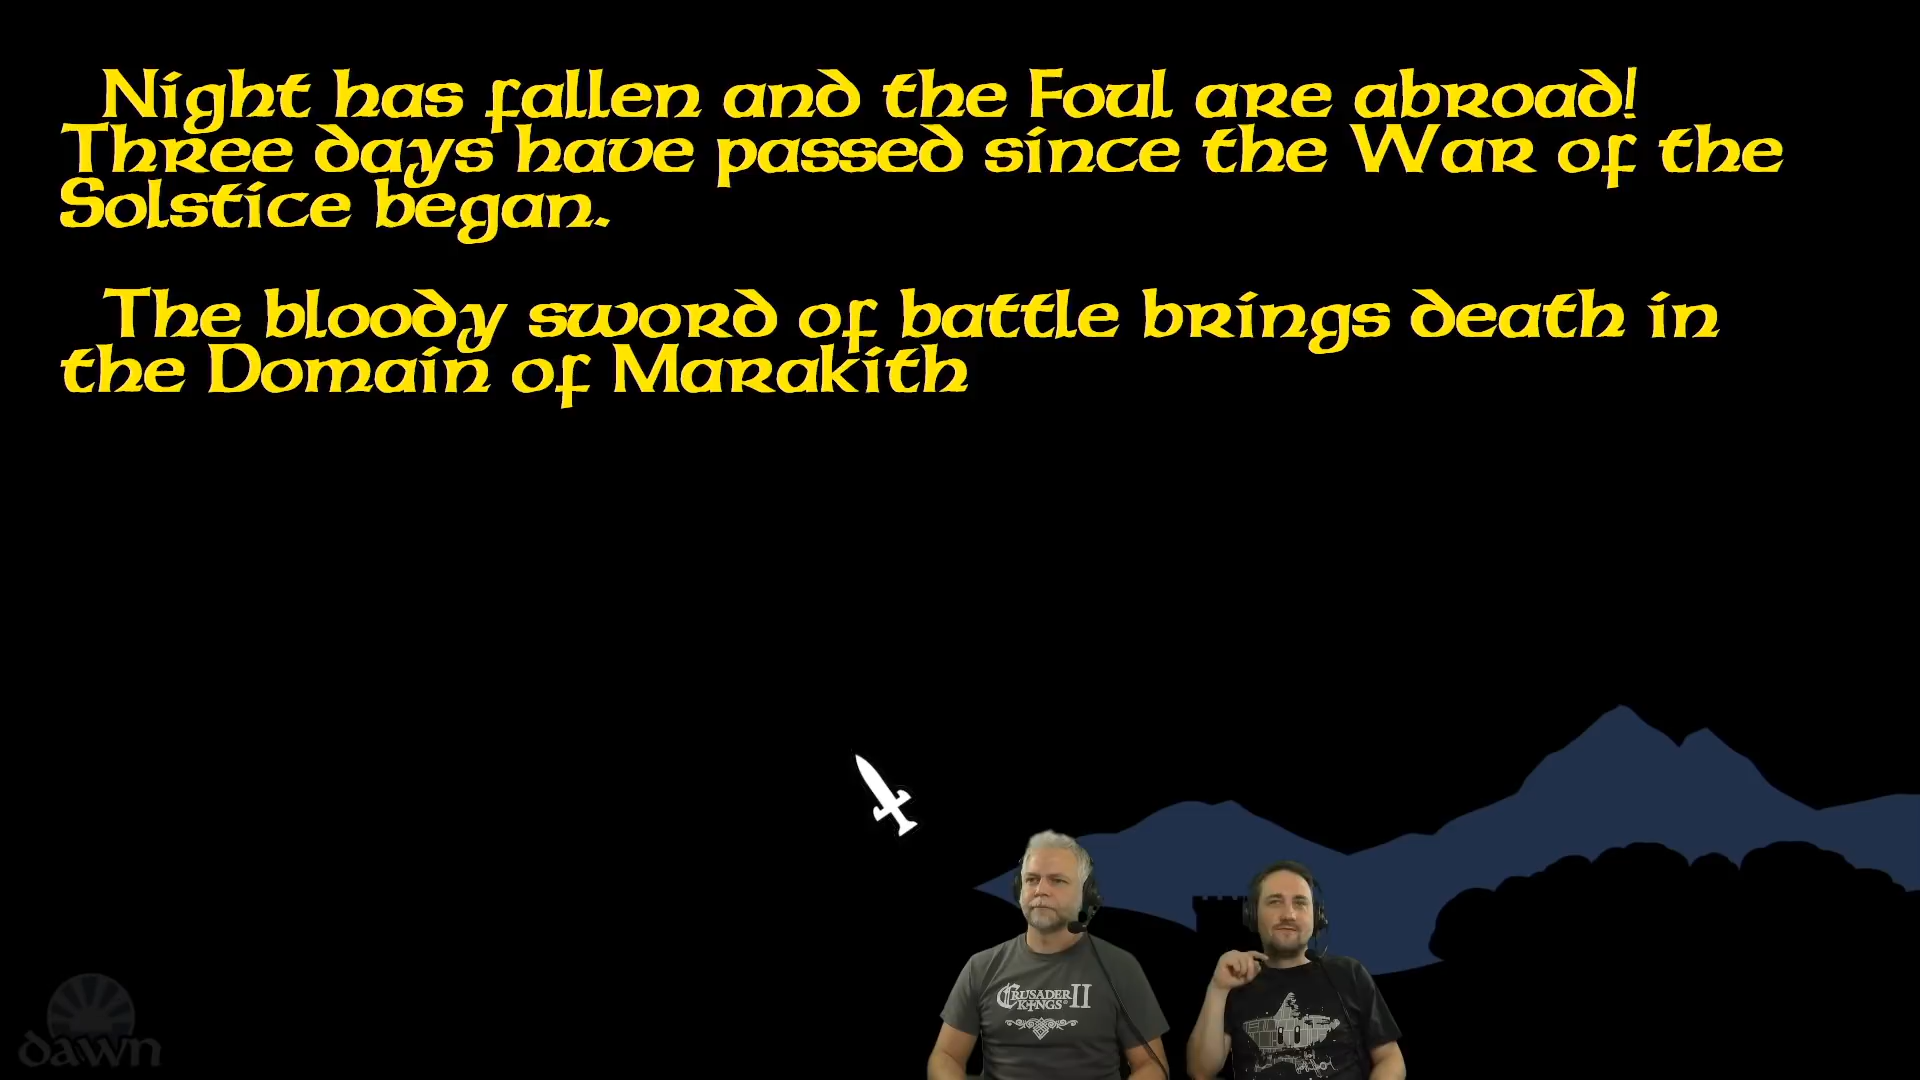 Night has fallen and the Foul are abroad!
Three days have passed since the War of the
Solstice began.
The bloody sword of battle brings death in
the Domain of Marakith
CRUSADER
KINGS II
dawn